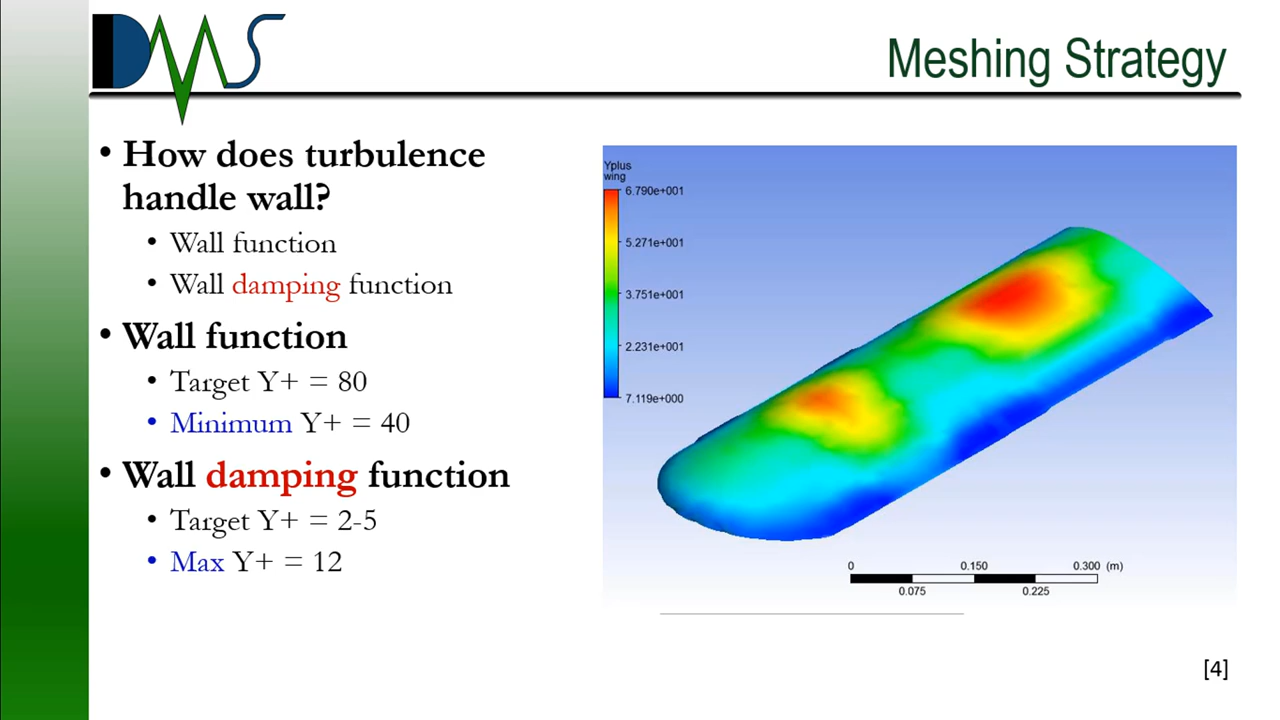 DMS
Meshing Strategy
• How does turbulence
handle wall?
• Wall function
• Wall damping function
• Wall function
• Target Y+ = 80
• Minimum Y+ = 40
• Wall damping function
• Target Y+ = 2-5
• Max Y+ = 12
Yplus
wing
6.790e+001
5.271e+001
3.751e+001
2.231e+001
7.119e+000
0 0.150 0.300 (m)
0.075 0.225
[4]